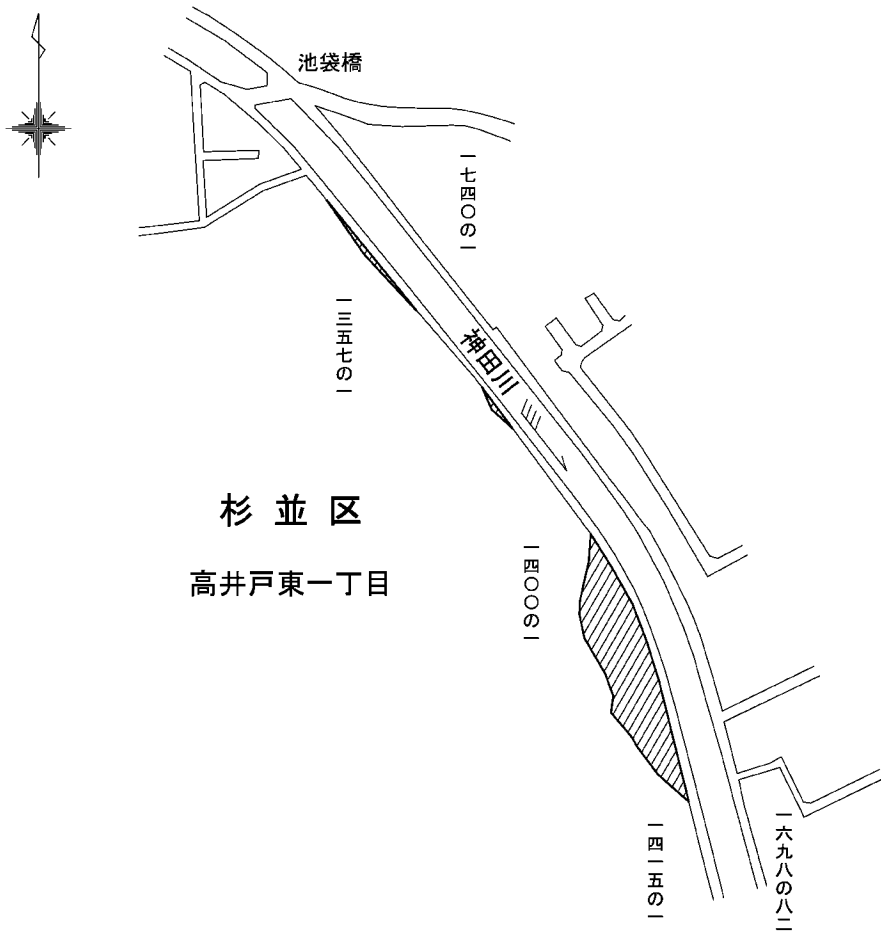 池袋橋
一七四〇の一
一三五七の一
神田川
杉並区
高井戸東一丁目
一四〇〇の一
一四一五の一
一六九八の八二